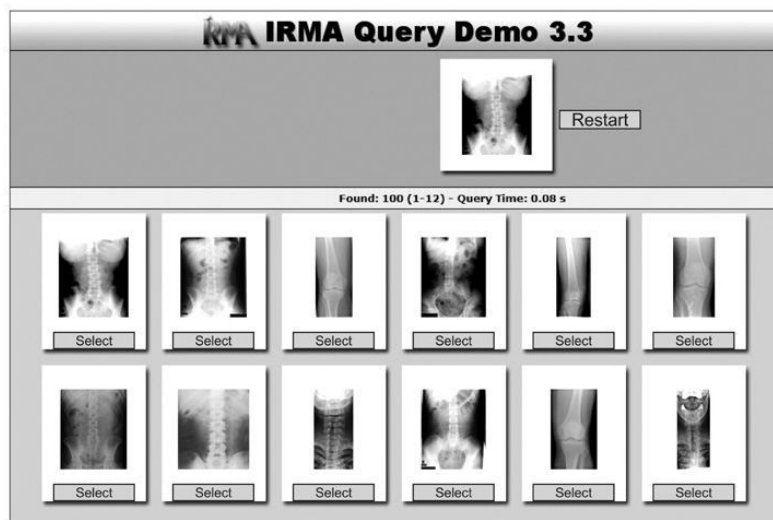 IRMA IRMA Query Demo 3.3
Restart
Found: 100 (1-12) - Query Time: 0.08 s
Select Select Select Select Select Select
Select Select Select Select Select Select